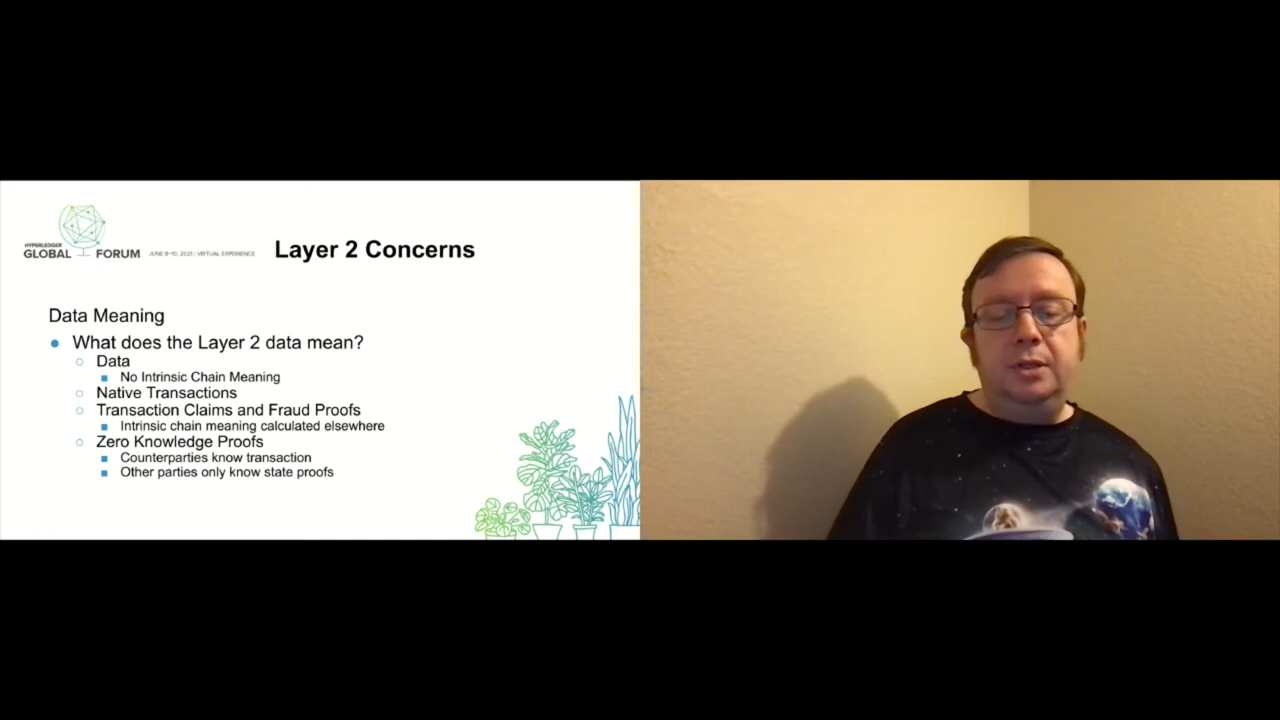 HYPERLEDGER
GLOBAL FORUM JUNE 8-10, 2021 | VIRTUAL EXPERIENCE
Layer 2 Concerns
Data Meaning
What does the Layer 2 data mean?
Data
No Intrinsic Chain Meaning
Native Transactions
Transaction Claims and Fraud Proofs
Intrinsic chain meaning calculated elsewhere
Zero Knowledge Proofs
Counterparties know transaction
Other parties only know state proofs